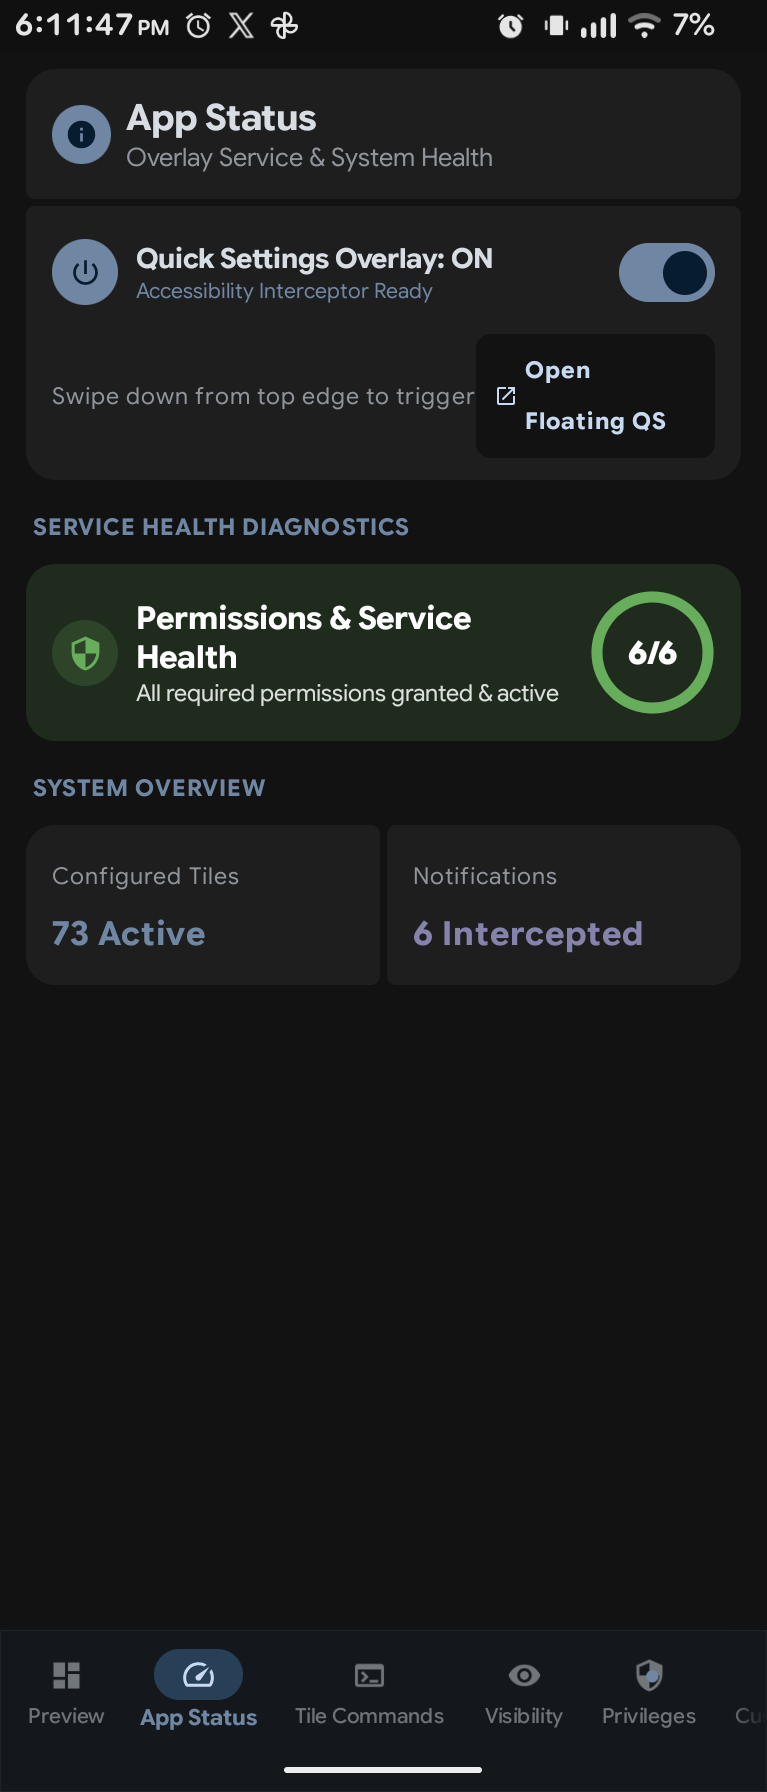 6:11:47 PM 7%
App Status
Overlay Service & System Health
Quick Settings Overlay: ON
Accessibility Interceptor Ready
Swipe down from top edge to trigger
Open
Floating QS
SERVICE HEALTH DIAGNOSTICS
Permissions & Service
Health
All required permissions granted & active
6/6
SYSTEM OVERVIEW
Configured Tiles
73 Active
Notifications
6 Intercepted
Preview
App Status
Tile Commands
Visibility
Privileges